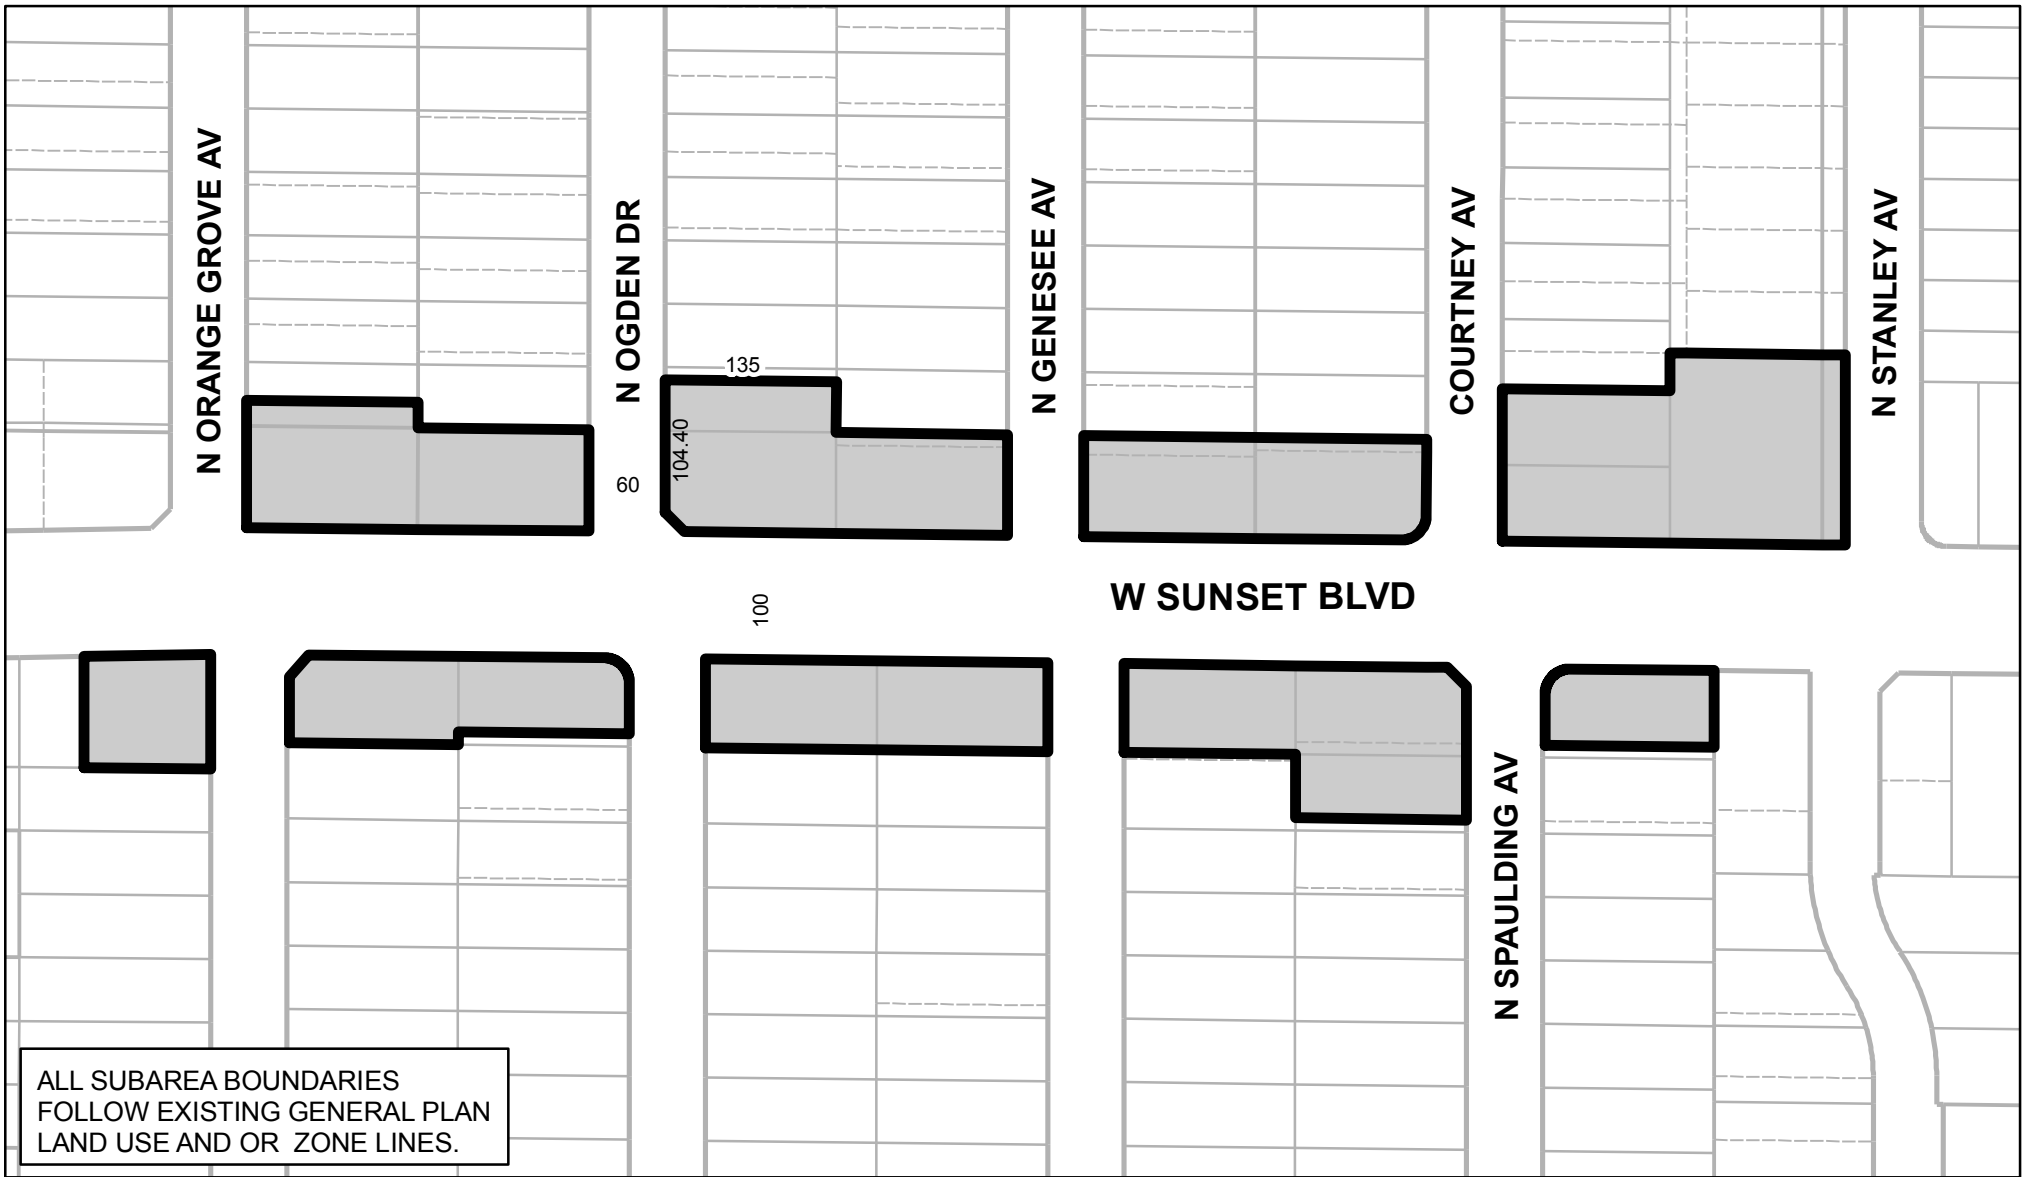 N ORANGE GROVE AV
N OGDEN DR
N GENESEE AV
COURTNEY AV
N STANLEY AV
135
104.40
60
100
W SUNSET BLVD
N SPAULDING AV
ALL SUBAREA BOUNDARIES
FOLLOW EXISTING GENERAL PLAN
LAND USE AND OR ZONE LINES.